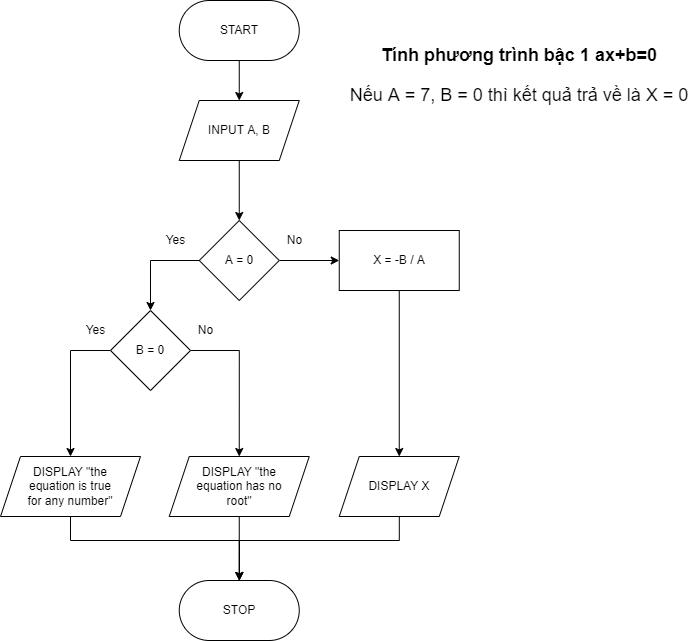 START
Tính phương trình bậc 1 ax+b=0
Nếu A = 7, B = 0 thì kết quả trả về là X = 0
INPUT A, B
Yes
No
A = 0
X = -B / A
Yes
No
B = 0
DISPLAY "the
equation is true
for any number"
DISPLAY "the
equation has no
root"
DISPLAY X
STOP